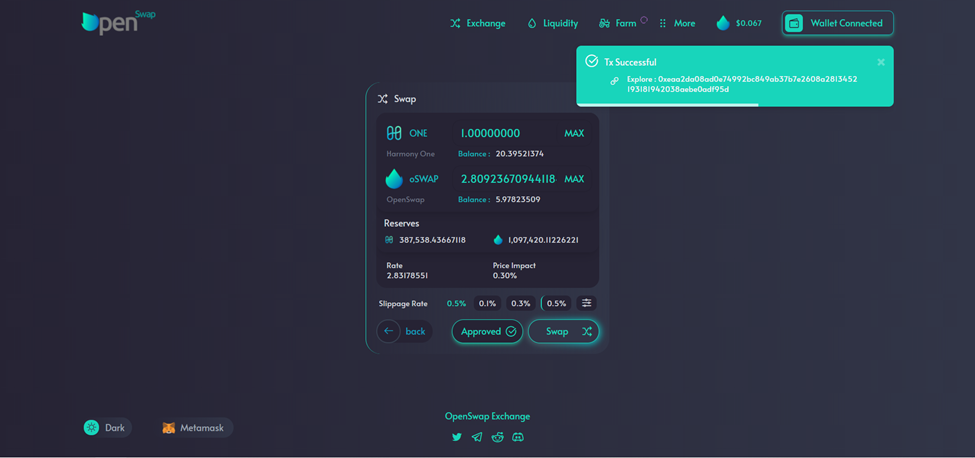 OpenSwap
Exchange
Liquidity
Farm
More
$0.067
Wallet Connected
Tx Successful
Explore : 0xeaa2da08ad0e74992bc849ab37b7e2608a2813452
193181942038aebe0adf95d
Swap
ONE 1.00000000 MAX
Harmony One Balance : 20.39521374
oSWAP 2.80923670944118 MAX
OpenSwap Balance : 5.97823509
Reserves
387,538.43667118 1,097,420.11226221
Rate Price Impact
2.83178551 0.30%
Slippage Rate 0.5% 0.1% 0.3% 0.5%
back Approved Swap
OpenSwap Exchange
Dark Metamask